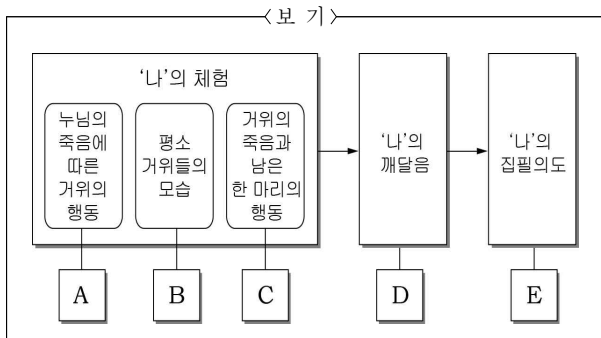 〈보 기〉
'나'의 체험
누님의
죽음에
따른
거위의
행동
평소
거위들의
모습
거위의
죽음과
남은
한 마리의
행동
'나'의
깨달음
'나'의
집필의도
A
B
C
D
E